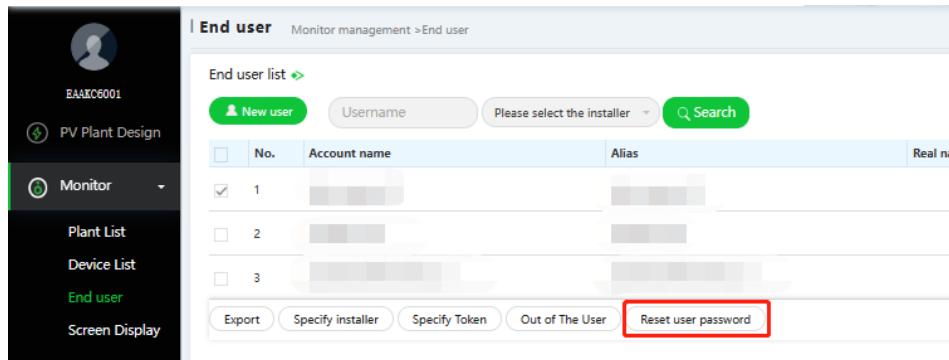 End user Monitor management >End user
EAAKC6001
PV Plant Design
Monitor
Plant List
Device List
End user
Screen Display
End user list
New user Username Please select the installer Search
No. Account name Alias Real
1
2
3
Export Specify installer Specify Token Out of The User Reset user password